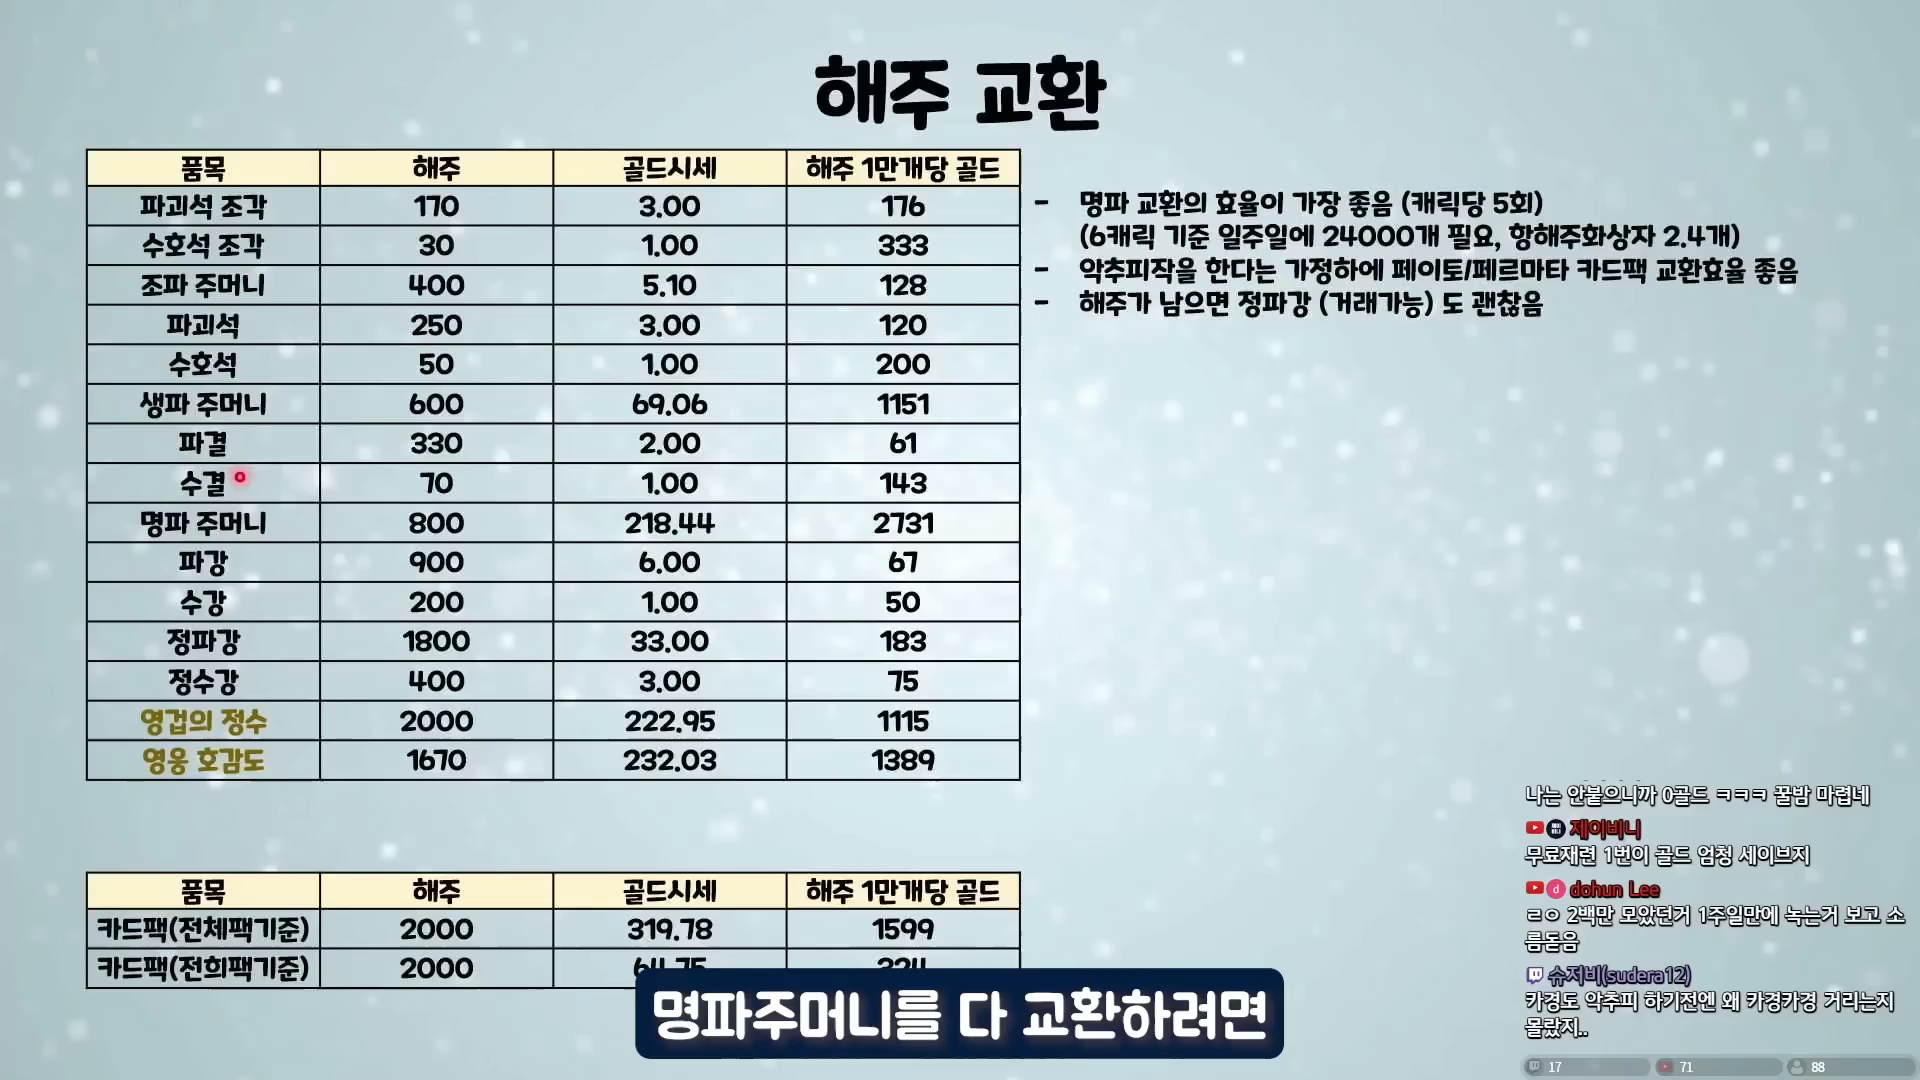 해주 교환
품목 해주 골드시세 해주 1만개당 골드
파괴석 조각 170 3.00 176
수호석 조각 30 1.00 333
조파 주머니 400 5.10 128
파괴석 250 3.00 120
수호석 50 1.00 200
생파 주머니 600 69.06 1151
파결 330 2.00 61
수결 70 1.00 143
명파 주머니 800 218.44 2731
파강 900 6.00 67
수강 200 1.00 50
정파강 1800 33.00 183
정수강 400 3.00 75
영겁의 정수 2000 222.95 1115
영웅 호감도 1670 232.03 1389
- 명파 교환의 효율이 가장 좋음 (캐릭당 5회)
(6캐릭 기준 일주일에 24000개 필요, 항해주화상자 2.4개)
- 악추피작을 한다는 가정하에 페이토/페르마타 카드팩 교환효율 좋음
- 해주가 남으면 정파강 (거래가능) 도 괜찮음
품목 해주 골드시세 해주 1만개당 골드
카드팩(전체팩기준) 2000 319.78 1599
카드팩(전희팩기준) 2000 64.75 324
명파주머니를 다 교환하려면
나는 안붙으니까 0골드 ㅋㅋㅋ 꿀밤 마렵네
제이비니
무료재련 1번이 골드 엄청 세이브지
dohun Lee
ㄹㅇ 2백만 모았던거 1주일만에 녹는거 보고 소
름돋음
슈저비(sudera12)
카경도 악추피 하기전엔 왜 카경카경 거리는지
몰랐지..
17 71 88